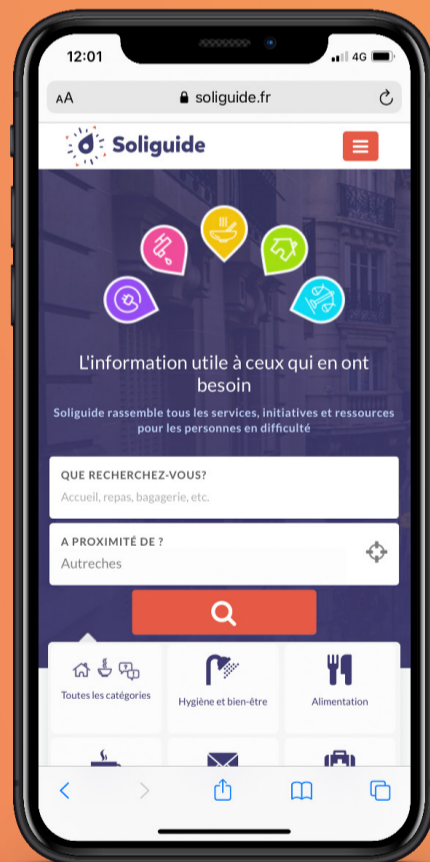 12:01
4G
AA
soliguide.fr
Soliguide
L'information utile à ceux qui en ont
besoin
Soliguide rassemble tous les services, initiatives et ressources
pour les personnes en difficulté
QUE RECHERCHEZ-VOUS?
Accueil, repas, bagagerie, etc.
A PROXIMITÉ DE ?
Autreches
Toutes les catégories
Hygiène et bien-être
Alimentation